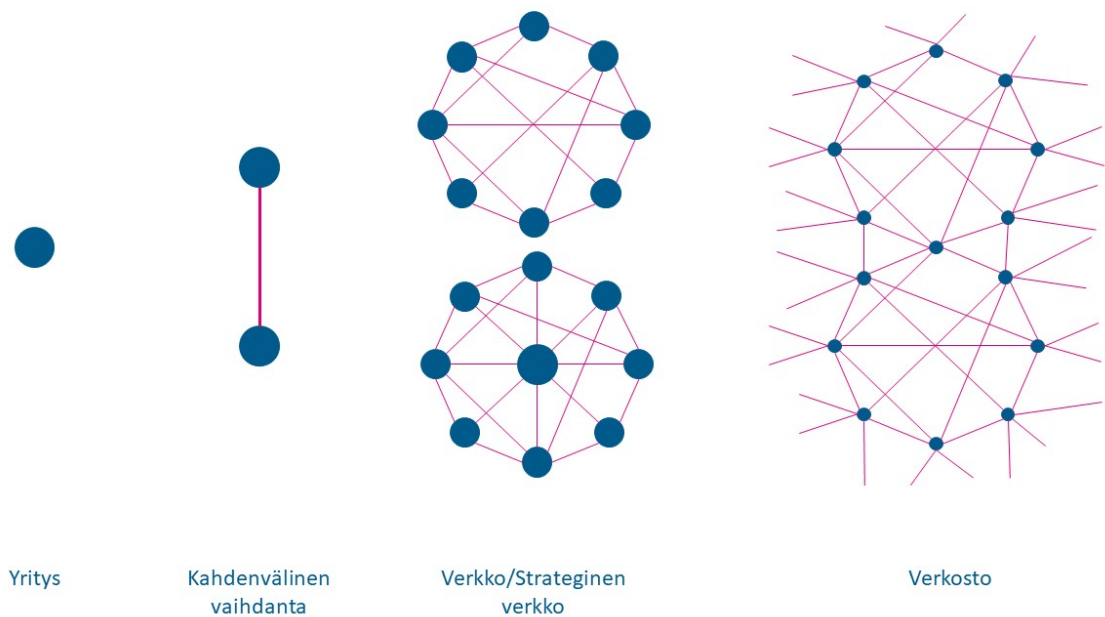 Yritys
Kahdenvälinen
vaihdanta
Verkko/Strateginen
verkko
Verkosto